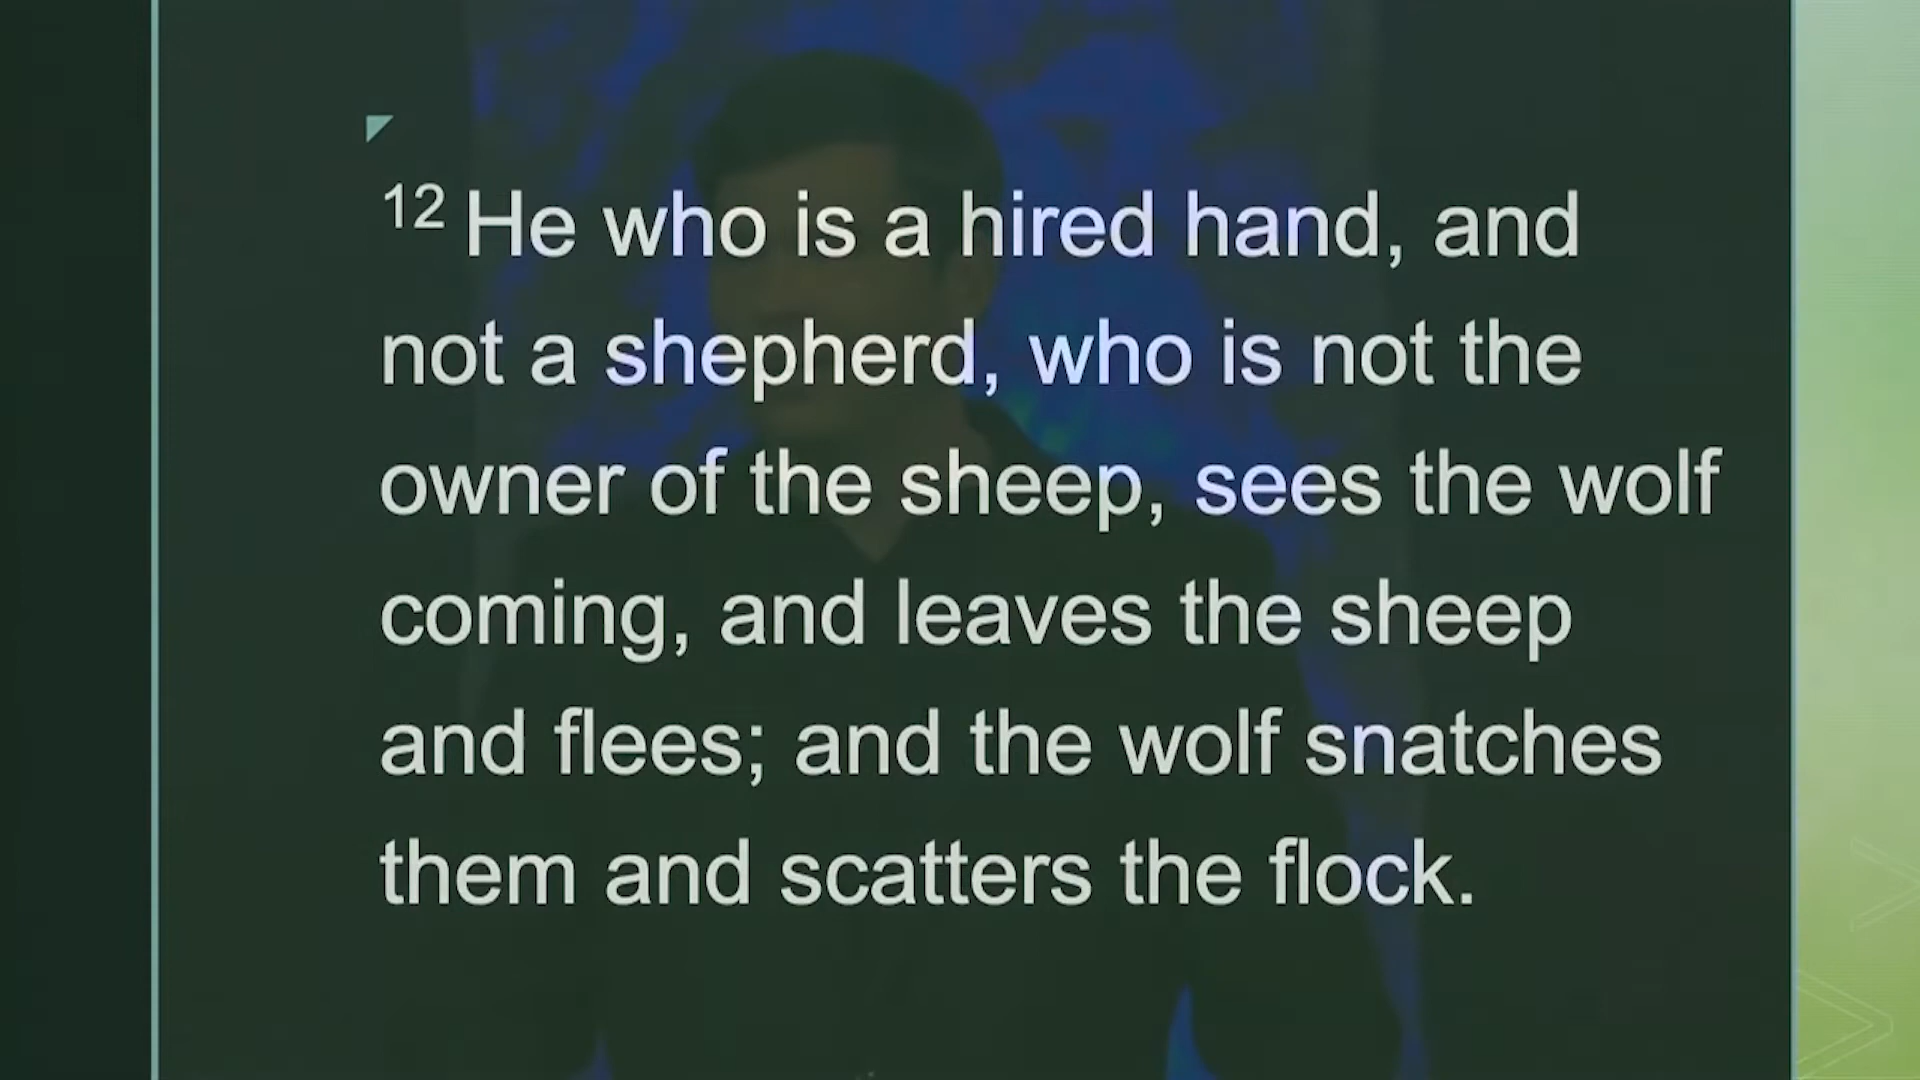 12 He who is a hired hand, and
not a shepherd, who is not the
owner of the sheep, sees the wolf
coming, and leaves the sheep
and flees; and the wolf snatches
them and scatters the flock.